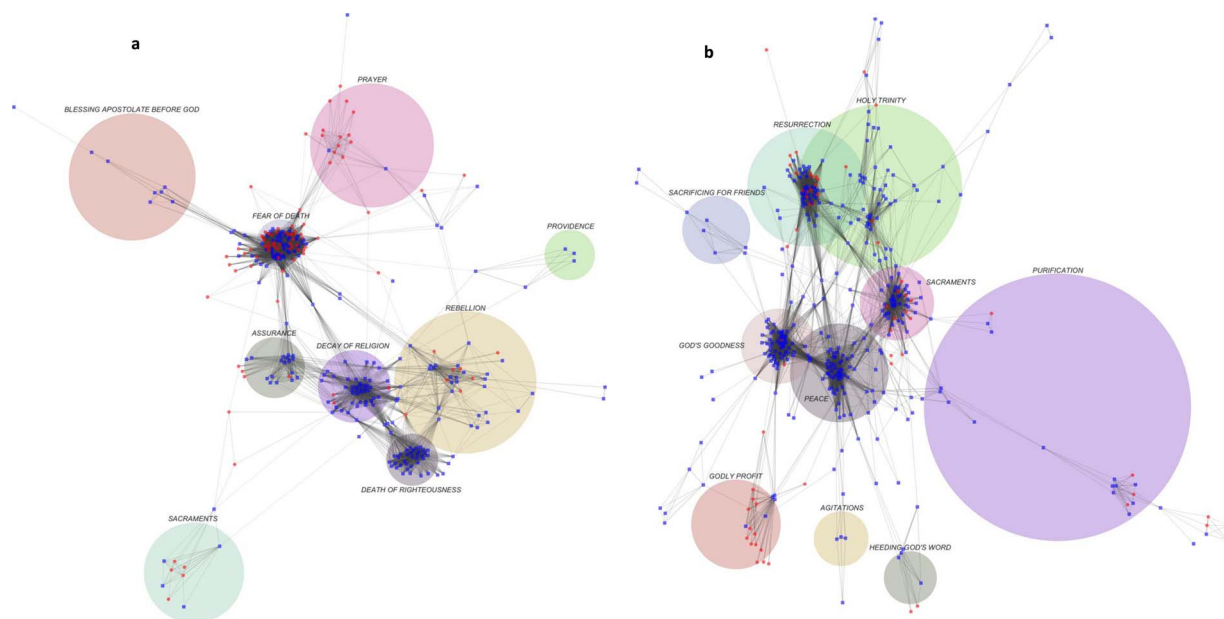 a
PRAYER
BLESSING APOSTOLATE BEFORE GOD
FEAR OF DEATH
PROVIDENCE
REBELLION
ASSURANCE
DECAY OF RELIGION
DEATH OF RIGHTEOUSNESS
SACRAMENTS
b
HOLY TRINITY
RESURRECTION
SACRIFICING FOR FRIENDS
PURIFICATION
SACRAMENTS
GOD'S GOODNESS
PEACE
GODLY PROFIT
AGITATIONS
HEEDING GOD'S WORD